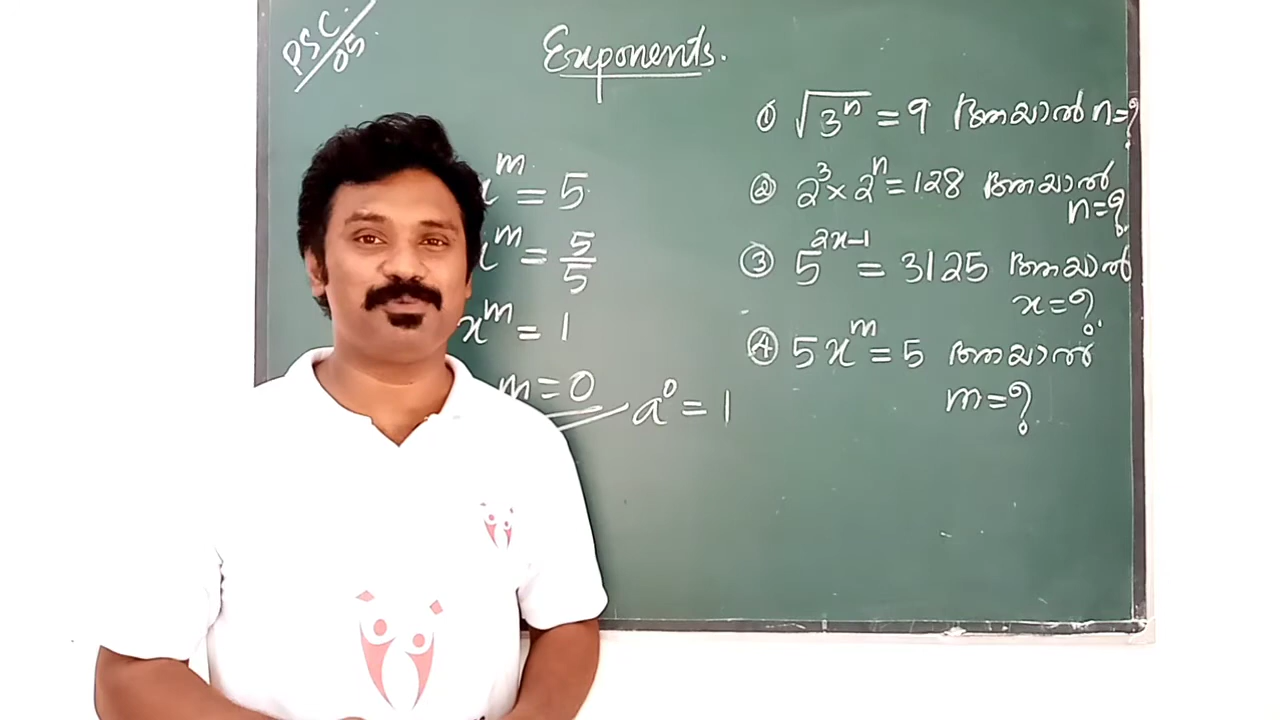 PSC/05
Exponents.
① √3ⁿ = 9 ആയാൽ n=?
② 2³ × 2ⁿ = 128 ആയാൽ
n=?
③ 5²ˣ⁻¹ = 3125 ആയാൽ
x=?
④ 5xᵐ = 5 ആയാൽ
m=?
xᵐ = 5
xᵐ = 5/5
xᵐ = 1
m=0
a⁰ = 1